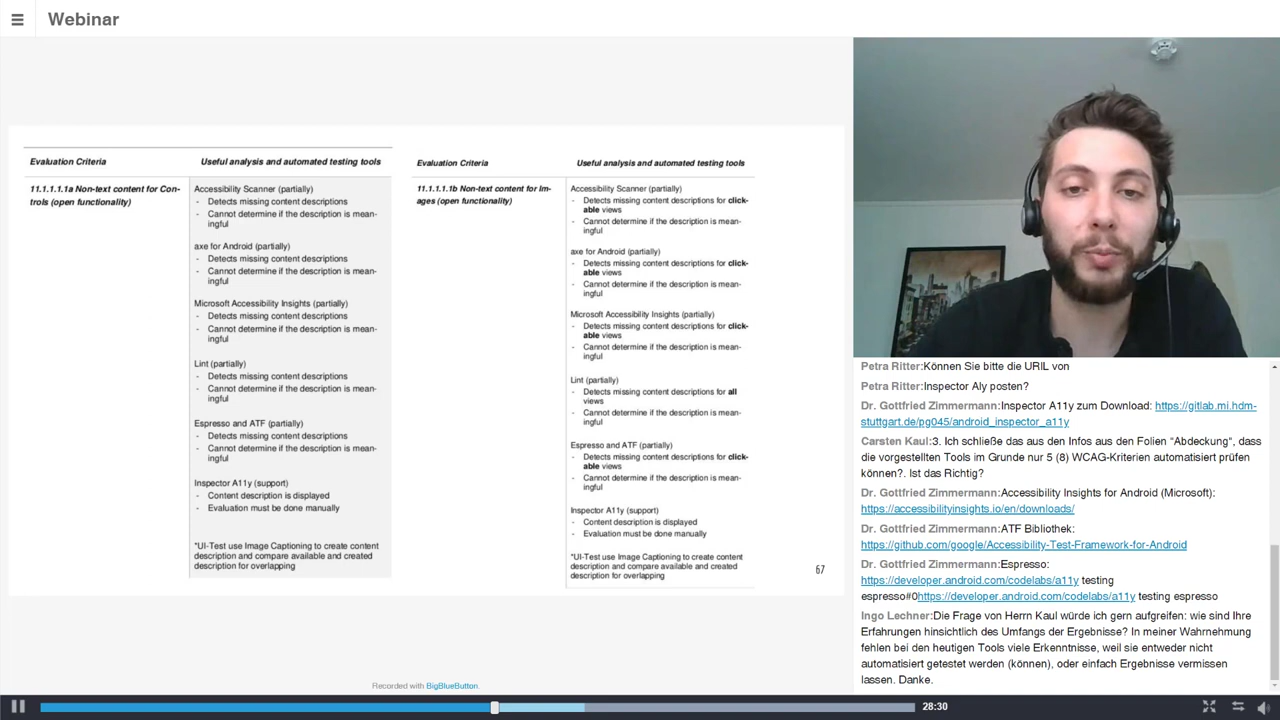 Webinar
Evaluation Criteria
Useful analysis and automated testing tools
11.1.1.1.1a Non-text content for Con-
trols (open functionality)
Accessibility Scanner (partially)
- Detects missing content descriptions
- Cannot determine if the description is mean-
ingful
axe for Android (partially)
- Detects missing content descriptions
- Cannot determine if the description is mean-
ingful
Microsoft Accessibility Insights (partially)
- Detects missing content descriptions
- Cannot determine if the description is mean-
ingful
Lint (partially)
- Detects missing content descriptions
- Cannot determine if the description is mean-
ingful
Espresso and ATF (partially)
- Detects missing content descriptions
- Cannot determine if the description is mean-
ingful
Inspector A11y (support)
- Content description is displayed
- Evaluation must be done manually
*UI-Test use Image Captioning to create content
description and compare available and created
description for overlapping
Evaluation Criteria
Useful analysis and automated testing tools
11.1.1.1.1b Non-text content for Im-
ages (open functionality)
Accessibility Scanner (partially)
- Detects missing content descriptions for click-
able views
- Cannot determine if the description is mean-
ingful
axe for Android (partially)
- Detects missing content descriptions for click-
able views
- Cannot determine if the description is mean-
ingful
Microsoft Accessibility Insights (partially)
- Detects missing content descriptions for click-
able views
- Cannot determine if the description is mean-
ingful
Lint (partially)
- Detects missing content descriptions for all
views
- Cannot determine if the description is mean-
ingful
Espresso and ATF (partially)
- Detects missing content descriptions for click-
able views
- Cannot determine if the description is mean-
ingful
Inspector A11y (support)
- Content description is displayed
- Evaluation must be done manually
*UI-Test use Image Captioning to create content
description and compare available and created
description for overlapping
67
Recorded with BigBlueButton.
Petra Ritter:Können Sie bitte die URIL von
Petra Ritter:Inspector Aly posten?
Dr. Gottfried Zimmermann:Inspector A11y zum Download: https://gitlab.mi.hdm-
stuttgart.de/pg045/android_inspector_a11y
Carsten Kaul:3. Ich schließe das aus den Infos aus den Folien "Abdeckung", dass
die vorgestellten Tools im Grunde nur 5 (8) WCAG-Kriterien automatisiert prüfen
können?. Ist das Richtig?
Dr. Gottfried Zimmermann:Accessibility Insights for Android (Microsoft):
https://accessibilityinsights.io/en/downloads/
Dr. Gottfried Zimmermann:ATF Bibliothek:
https://github.com/google/Accessibility-Test-Framework-for-Android
Dr. Gottfried Zimmermann:Espresso:
https://developer.android.com/codelabs/a11y testing
espresso#0https://developer.android.com/codelabs/a11y testing espresso
Ingo Lechner:Die Frage von Herrn Kaul würde ich gern aufgreifen: wie sind Ihre
Erfahrungen hinsichtlich des Umfangs der Ergebnisse? In meiner Wahrnehmung
fehlen bei den heutigen Tools viele Erkenntnisse, weil sie entweder nicht
automatisiert getestet werden (können), oder einfach Ergebnisse vermissen
lassen. Danke.
28:30